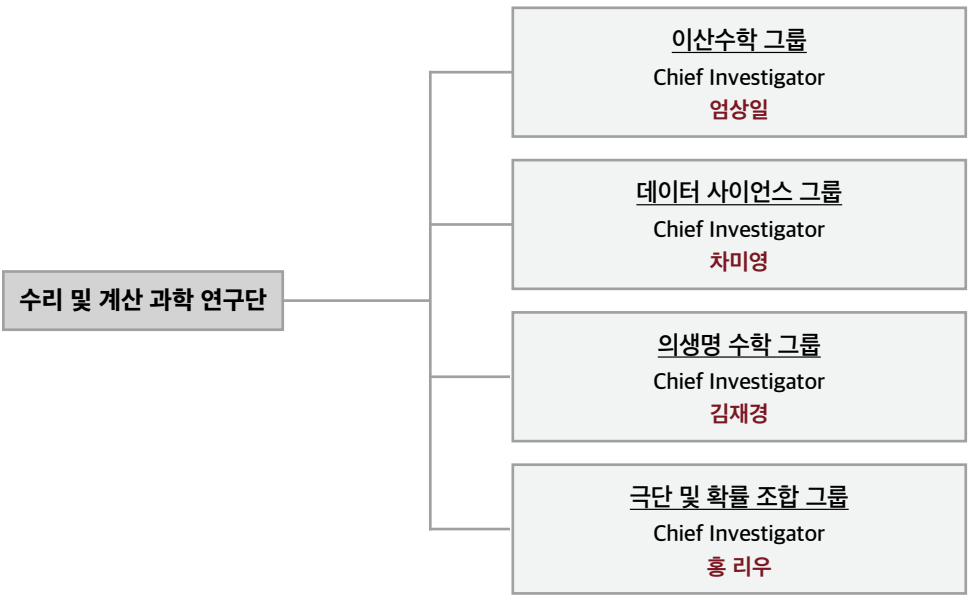 수리 및 계산 과학 연구단
이산수학 그룹
Chief Investigator
엄상일
데이터 사이언스 그룹
Chief Investigator
차미영
의생명 수학 그룹
Chief Investigator
김재경
극단 및 확률 조합 그룹
Chief Investigator
홍 리우